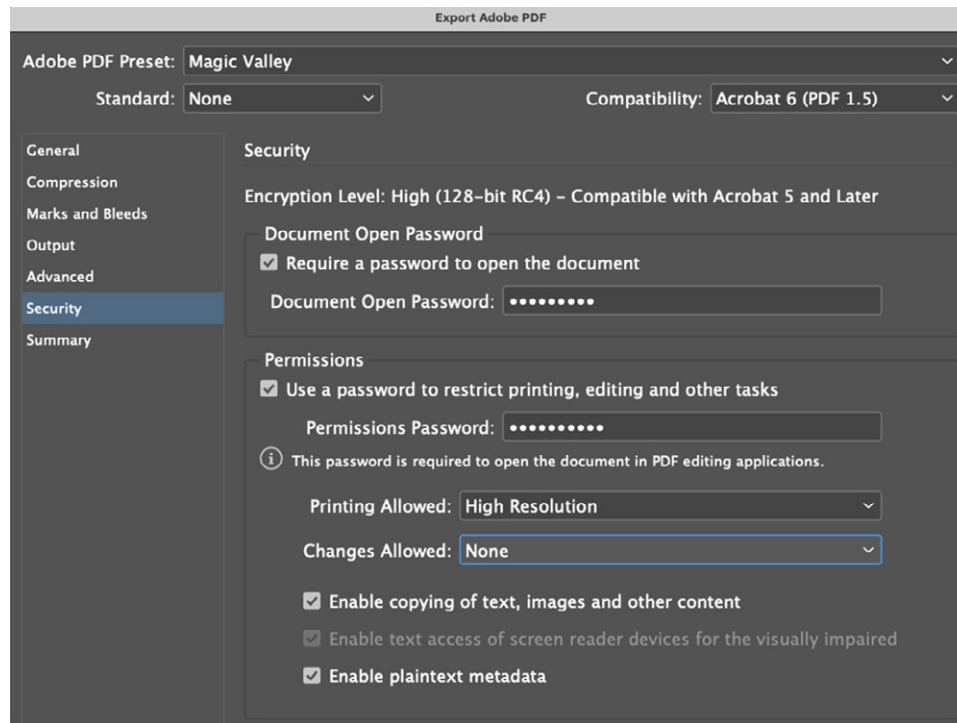 Export Adobe PDF
Adobe PDF Preset: Magic Valley
Standard: None
Compatibility: Acrobat 6 (PDF 1.5)
General
Compression
Marks and Bleeds
Output
Advanced
Security
Summary
Security
Encryption Level: High (128-bit RC4) – Compatible with Acrobat 5 and Later
Document Open Password
Require a password to open the document
Document Open Password: •••••••••
Permissions
Use a password to restrict printing, editing and other tasks
Permissions Password: ••••••••••
This password is required to open the document in PDF editing applications.
Printing Allowed: High Resolution
Changes Allowed: None
Enable copying of text, images and other content
Enable text access of screen reader devices for the visually impaired
Enable plaintext metadata